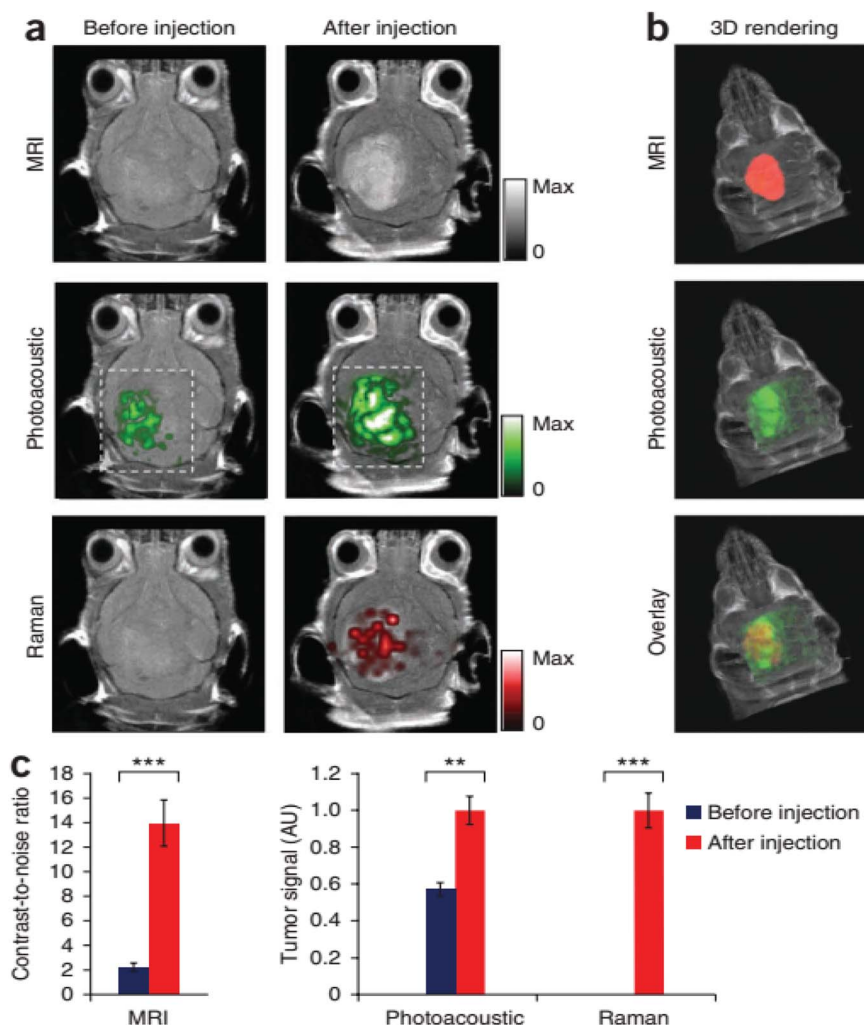 a
Before injection
After injection
b
3D rendering
MRI
Max
0
MRI
Photoacoustic
Max
0
Photoacoustic
Raman
Max
0
Overlay
c
Contrast-to-noise ratio
18
16
14
12
10
8
6
4
2
0
***
MRI
Tumor signal (AU)
1.2
1.0
0.8
0.6
0.4
0.2
0
**
***
Photoacoustic
Raman
Before injection
After injection